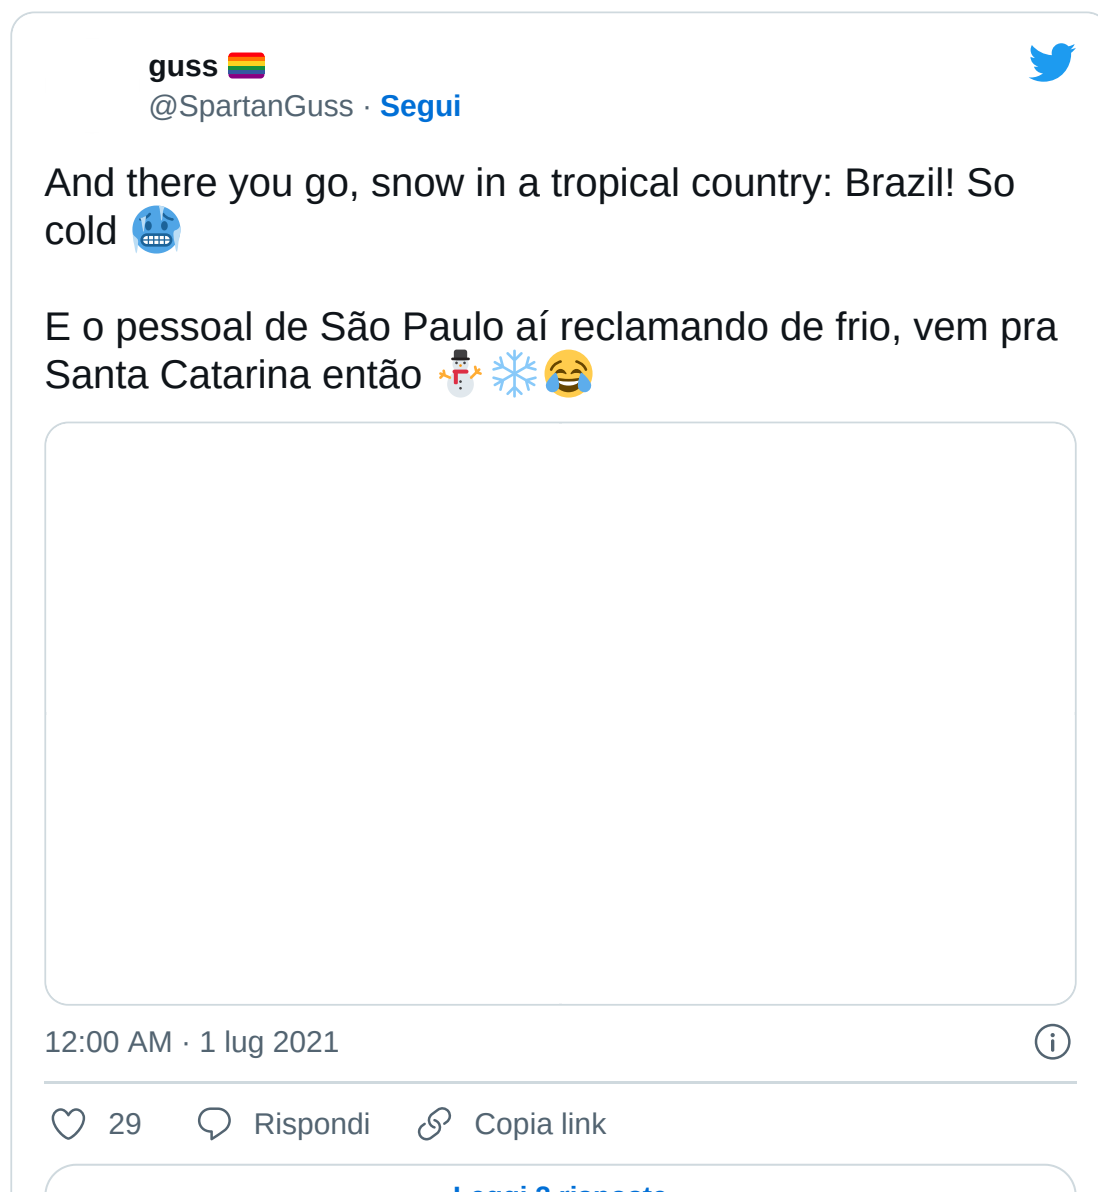 guss 🏳️‍🌈
@SpartanGuss · Segui
And there you go, snow in a tropical country: Brazil! So
cold 🥶
E o pessoal de São Paulo aí reclamando de frio, vem pra
Santa Catarina então ⛄❄️😂
12:00 AM · 1 lug 2021
29 Rispondi Copia link